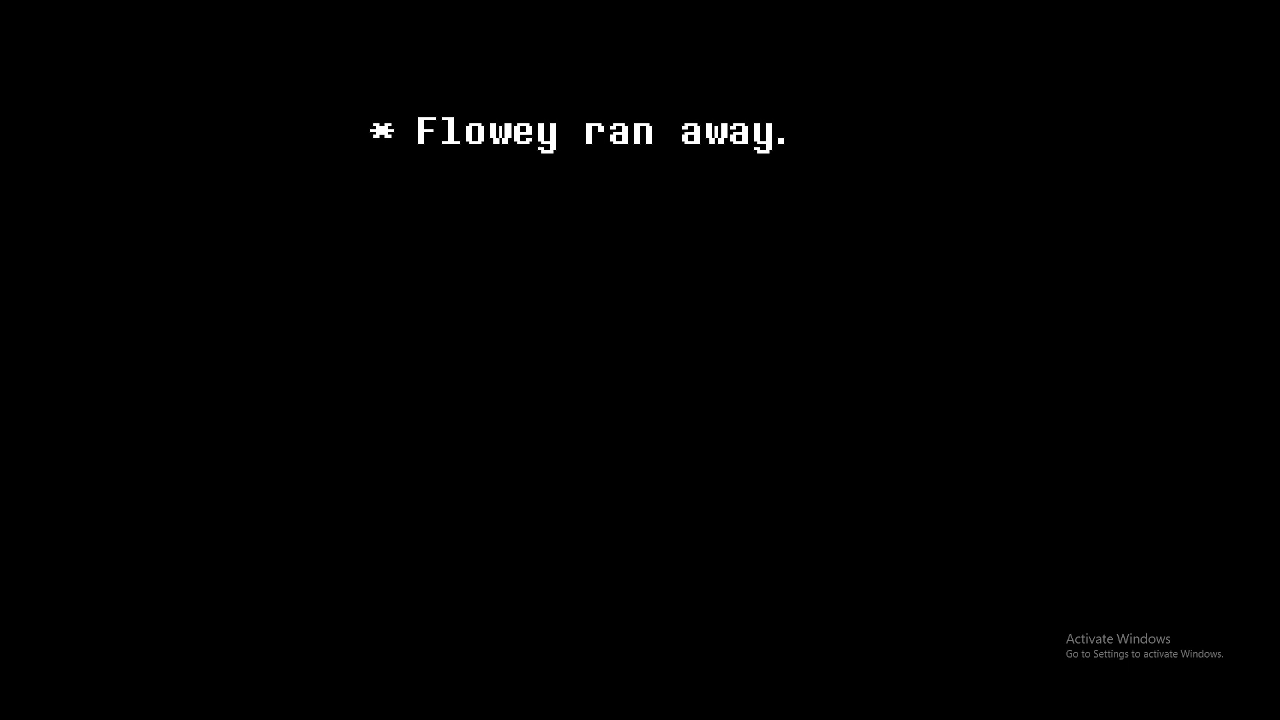 * Flowey ran away.
Activate Windows
Go to Settings to activate Windows.